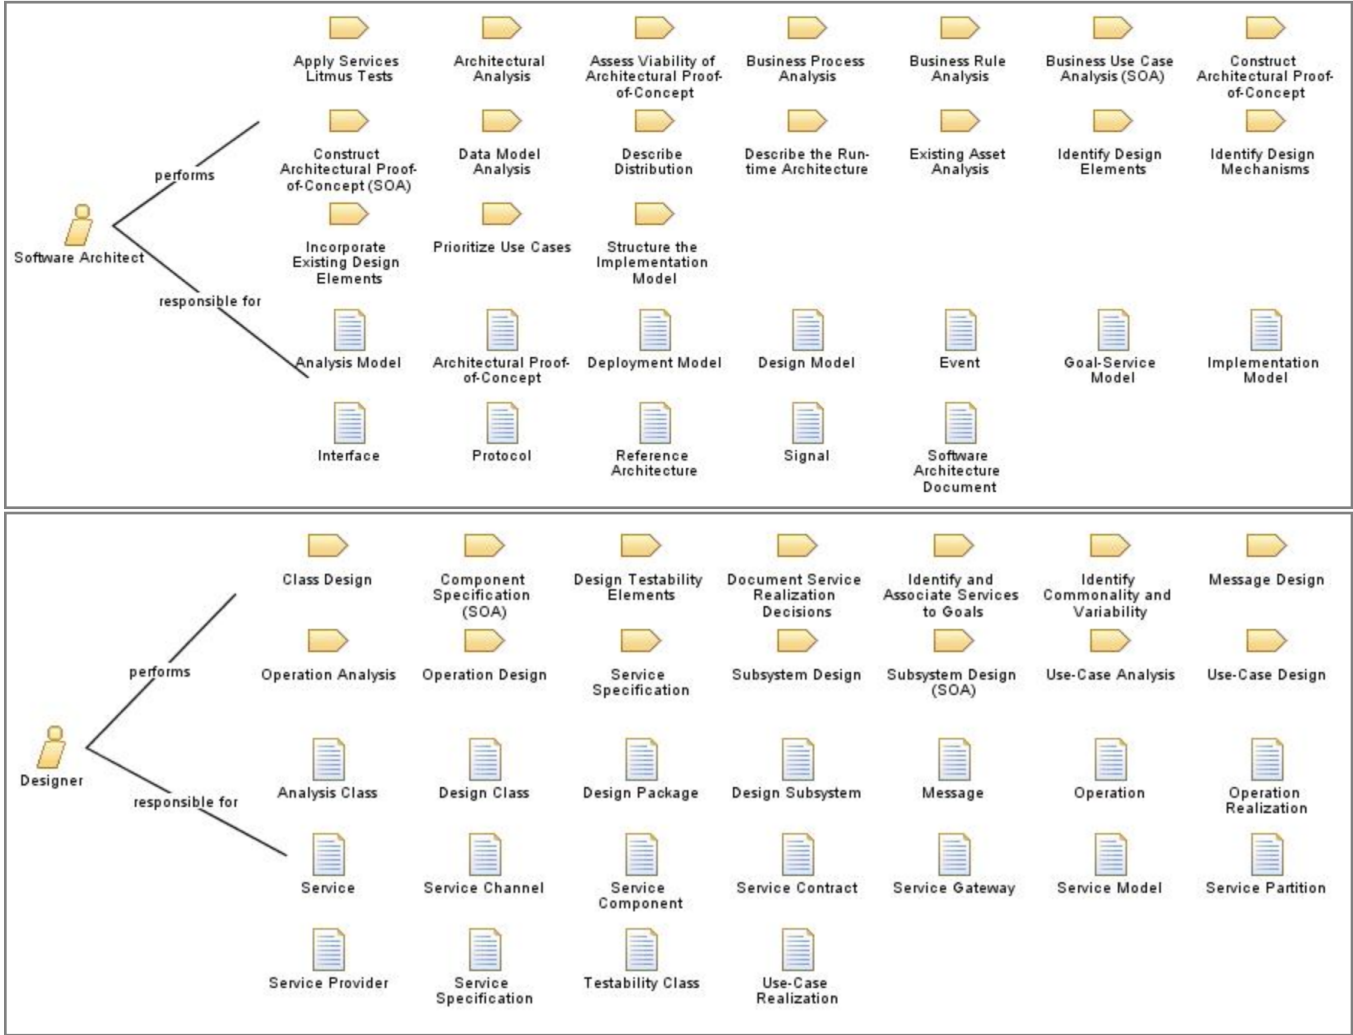 Apply Services
Litmus Tests
Architectural
Analysis
Assess Viability of
Architectural Proof-
of-Concept
Business Process
Analysis
Business Rule
Analysis
Business Use Case
Analysis (SOA)
Construct
Architectural Proof-
of-Concept
Construct
Architectural Proof-
of-Concept (SOA)
Data Model
Analysis
Describe
Distribution
Describe the Run-
time Architecture
Existing Asset
Analysis
Identify Design
Elements
Identify Design
Mechanisms
performs
Software Architect
Incorporate
Existing Design
Elements
Prioritize Use Cases
Structure the
Implementation
Model
responsible for
Analysis Model
Architectural Proof-
of-Concept
Deployment Model
Design Model
Event
Goal-Service
Model
Implementation
Model
Interface
Protocol
Reference
Architecture
Signal
Software
Architecture
Document
Class Design
Component
Specification
(SOA)
Design Testability
Elements
Document Service
Realization
Decisions
Identify and
Associate Services
to Goals
Identify
Commonality and
Variability
Message Design
performs
Operation Analysis
Operation Design
Service
Specification
Subsystem Design
Subsystem Design
(SOA)
Use-Case Analysis
Use-Case Design
Designer
responsible for
Analysis Class
Design Class
Design Package
Design Subsystem
Message
Operation
Operation
Realization
Service
Service Channel
Service
Component
Service Contract
Service Gateway
Service Model
Service Partition
Service Provider
Service
Specification
Testability Class
Use-Case
Realization